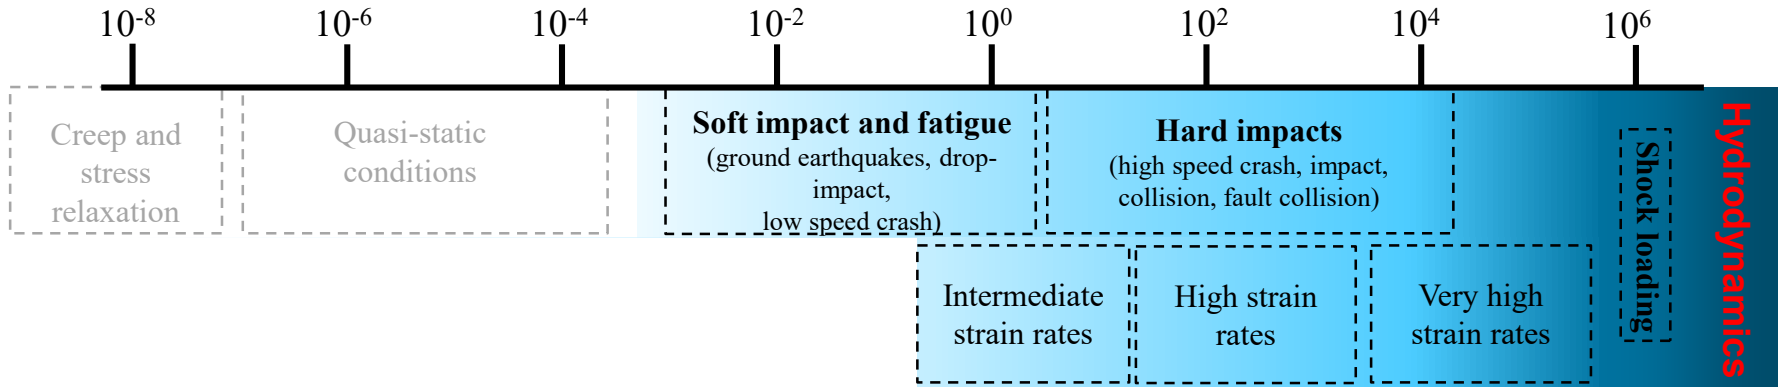 10-8 10-6 10-4 10-2 100 102 104 106
Creep and
stress
relaxation
Quasi-static
conditions
Soft impact and fatigue
(ground earthquakes, drop-
impact,
low speed crash)
Hard impacts
(high speed crash, impact,
collision, fault collision)
Shock loading
Hydrodynamics
Intermediate
strain rates
High strain
rates
Very high
strain rates